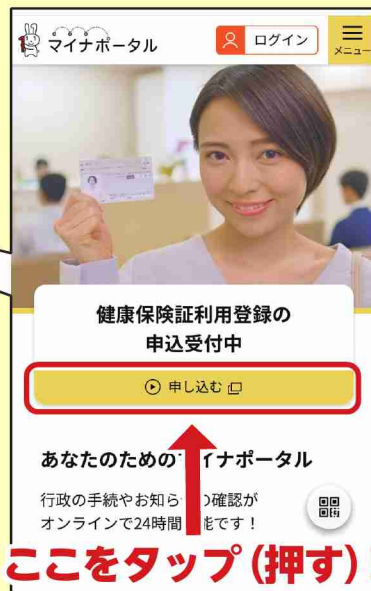 マイナポータル
ログイン
メニュー
健康保険証利用登録の
申込受付中
申し込む
あなたのための イナポータル
行政の手続やお知ら の確認が
オンラインで24時間 能です！
ここをタップ(押す)